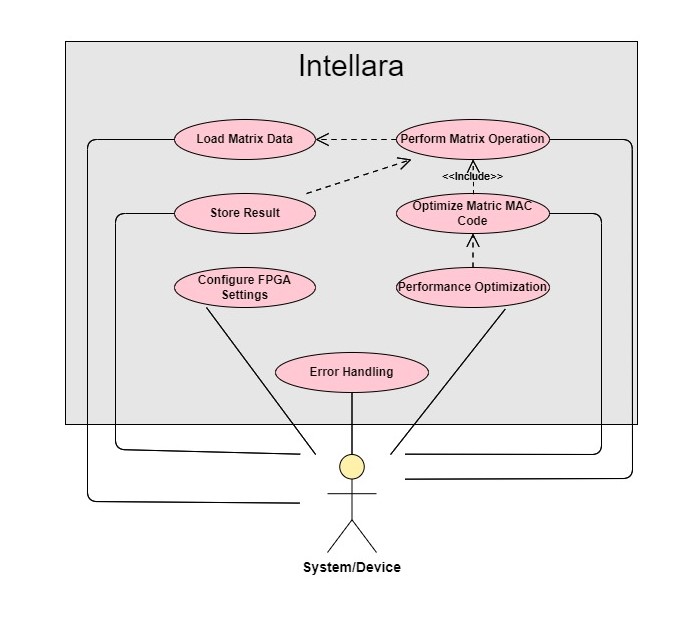 Intellara
Load Matrix Data
Perform Matrix Operation
<<Include>>
Store Result
Optimize Matric MAC
Code
Configure FPGA
Settings
Performance Optimization
Error Handling
System/Device